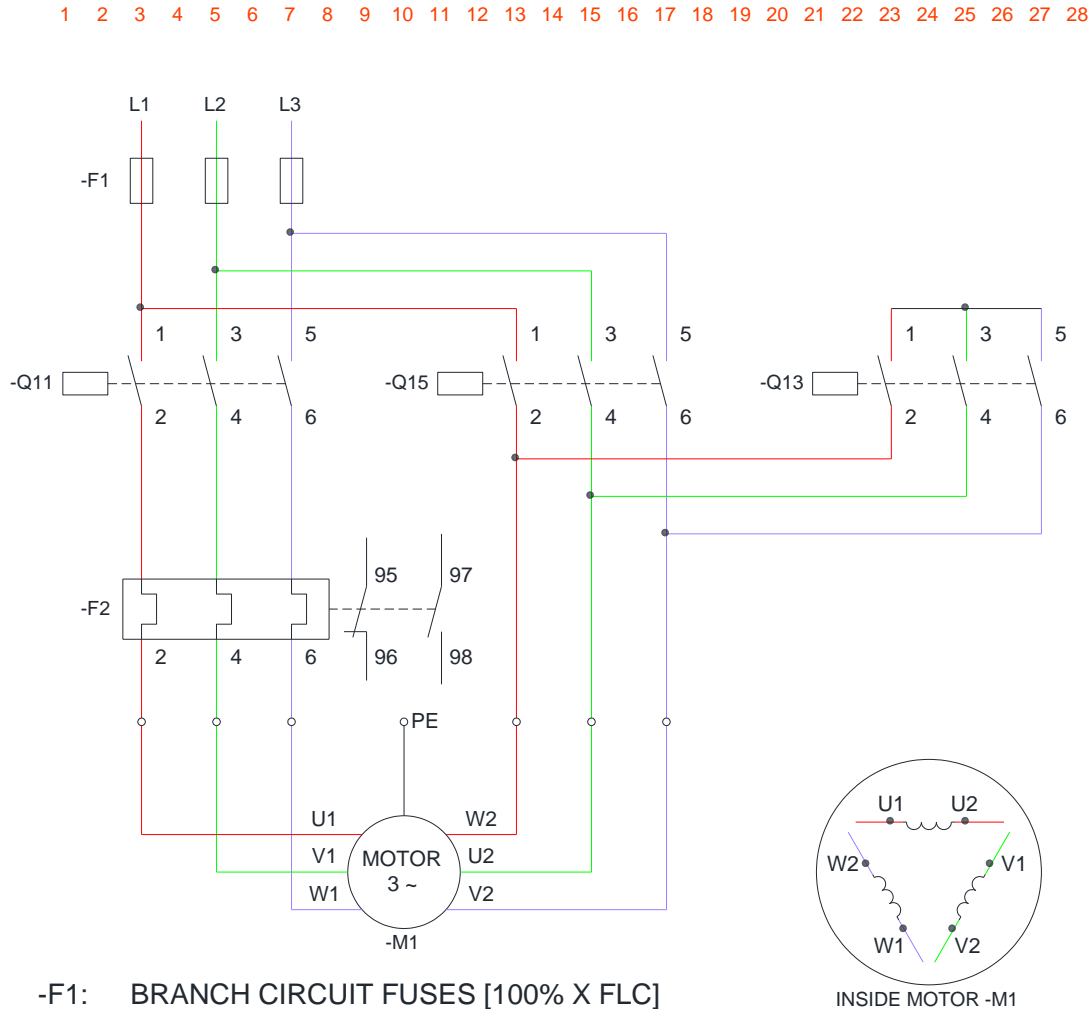 1 2 3 4 5 6 7 8 9 10 11 12 13 14 15 16 17 18 19 20 21 22 23 24 25 26 27 28
L1 L2 L3
-F1
1 3 5 1 3 5 1 3 5
-Q11 -Q15 -Q13
2 4 6 2 4 6 2 4 6
95 97
-F2
2 4 6 96 98
PE
U1 W2 U1 U2
V1 MOTOR U2 W2 V1
3 ~
W1 V2
-M1 W1 V2
-F1: BRANCH CIRCUIT FUSES [100% X FLC] INSIDE MOTOR -M1